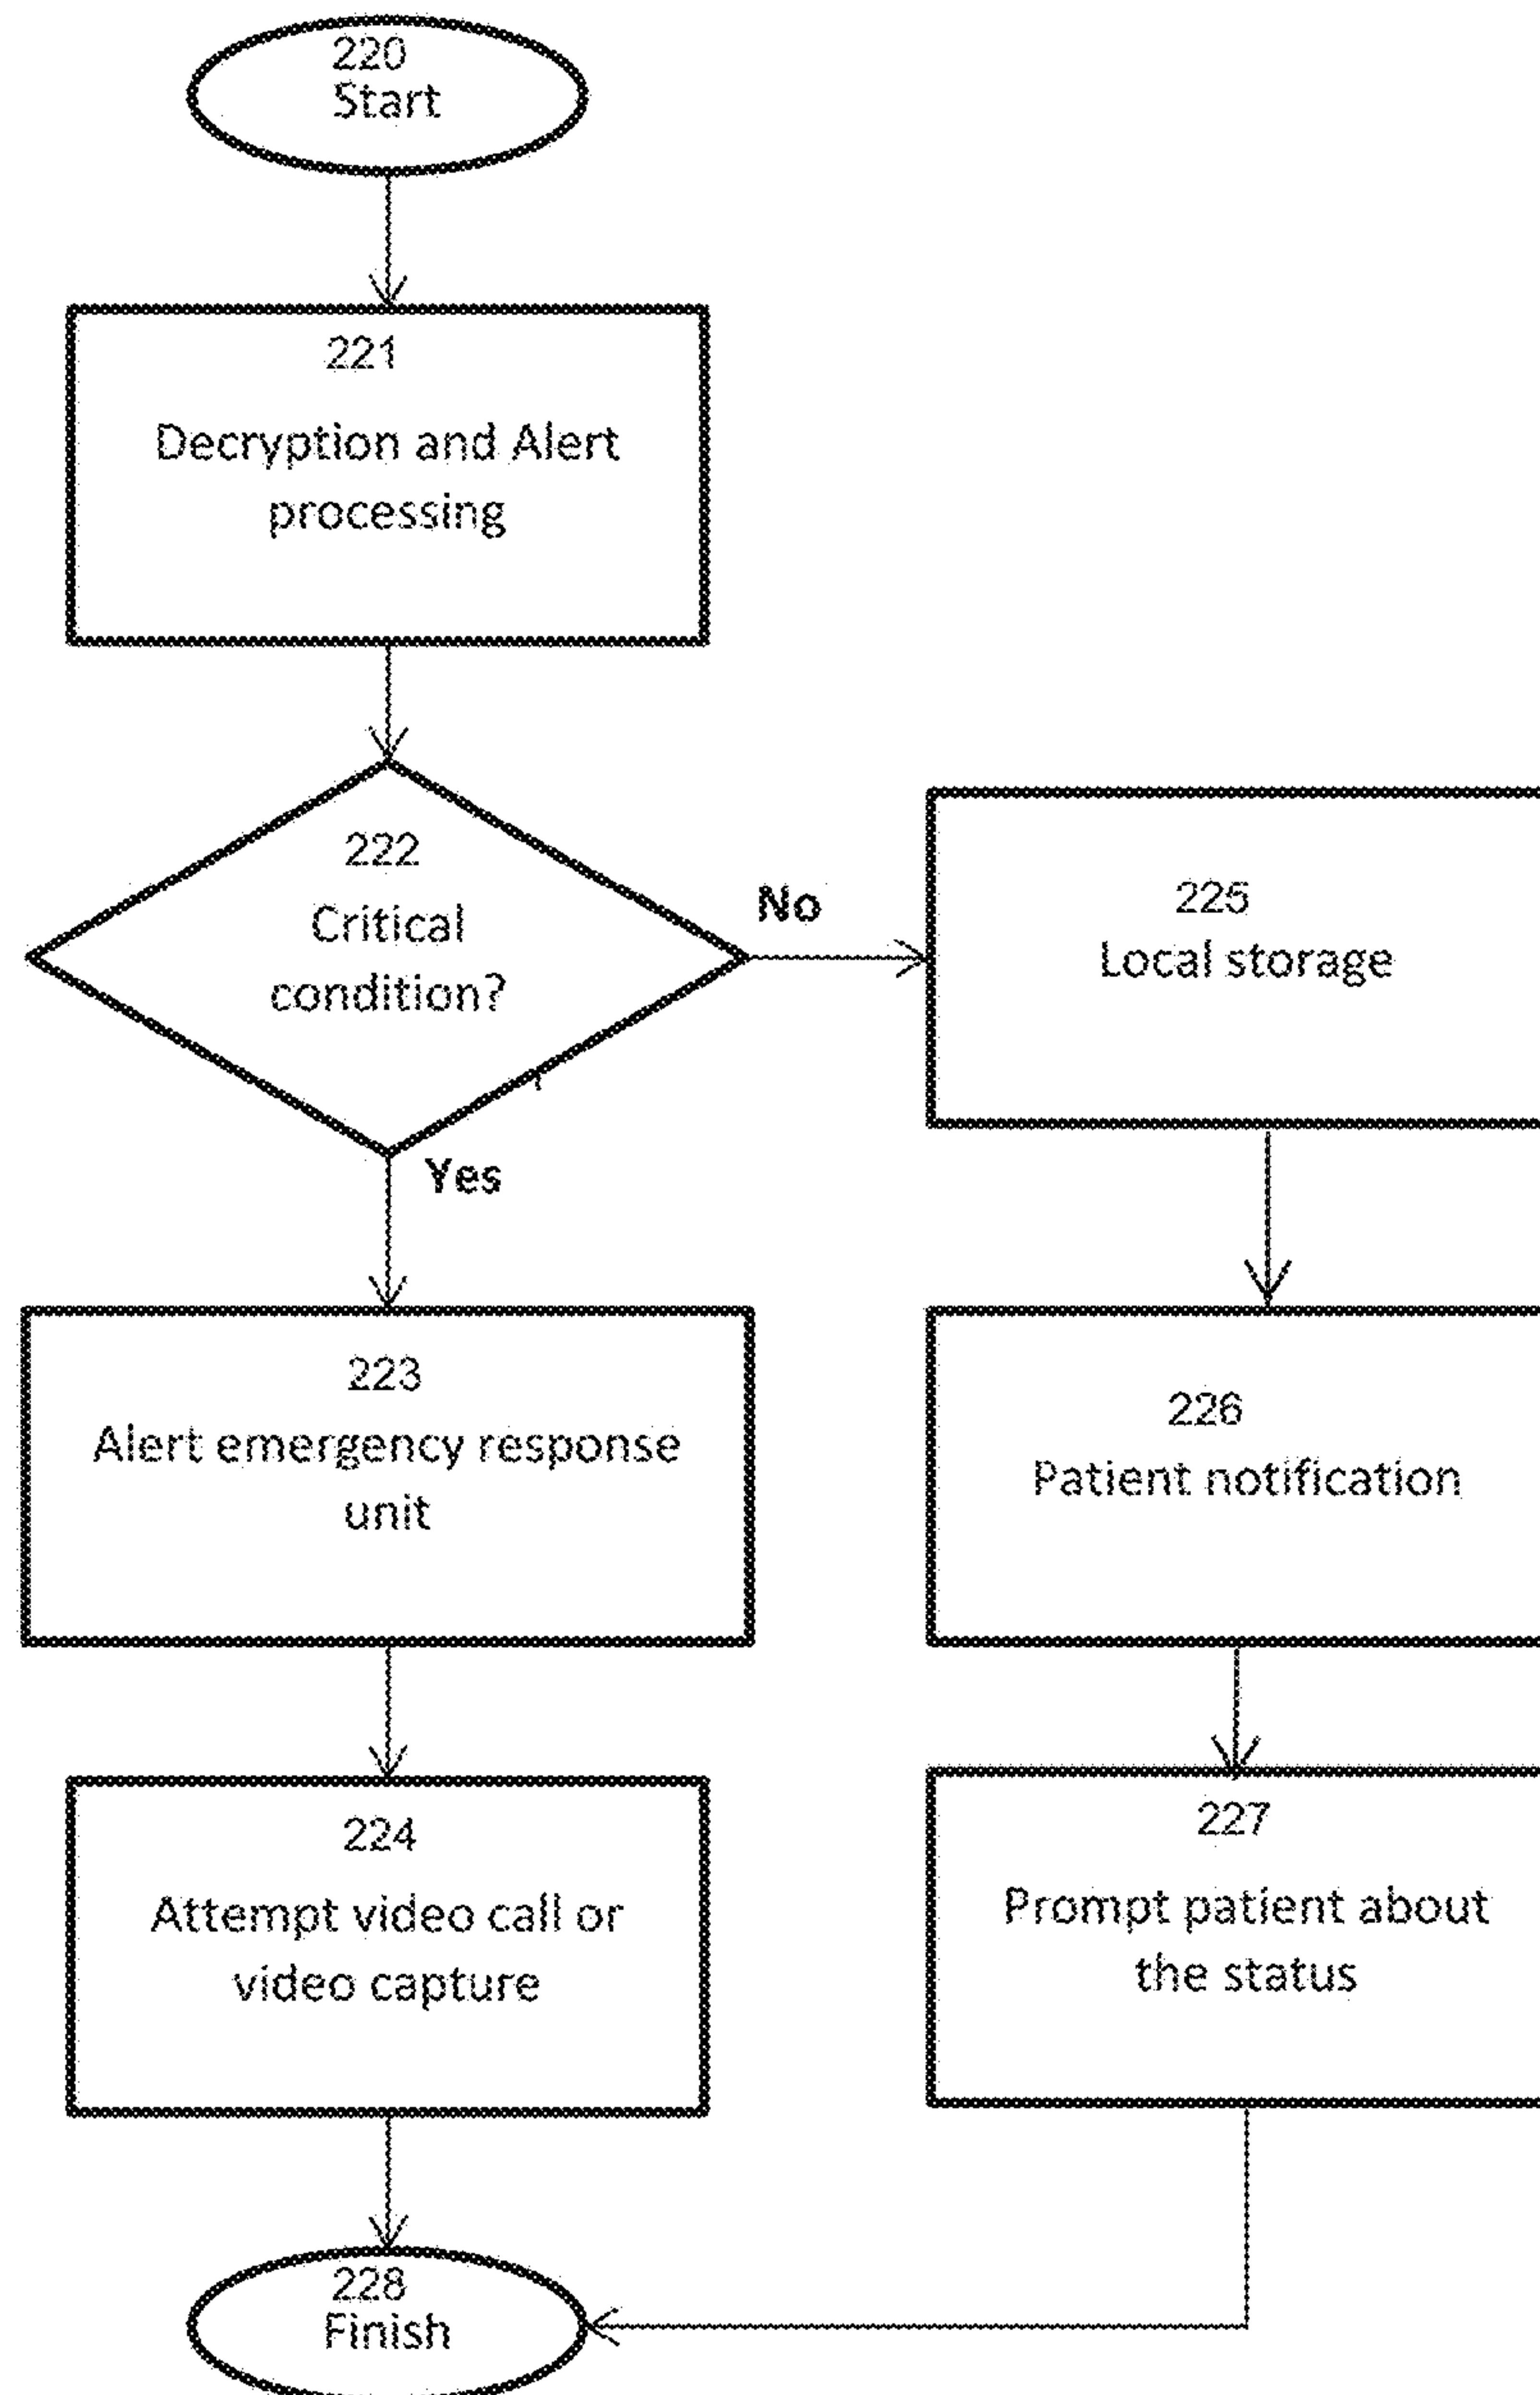 220
Start
221
Decryption and Alert
processing
222
Critical
condition?
No
Yes
225
Local storage
223
Alert emergency response
unit
226
Patient notification
224
Attempt video call or
video capture
227
Prompt patient about
the status
228
Finish